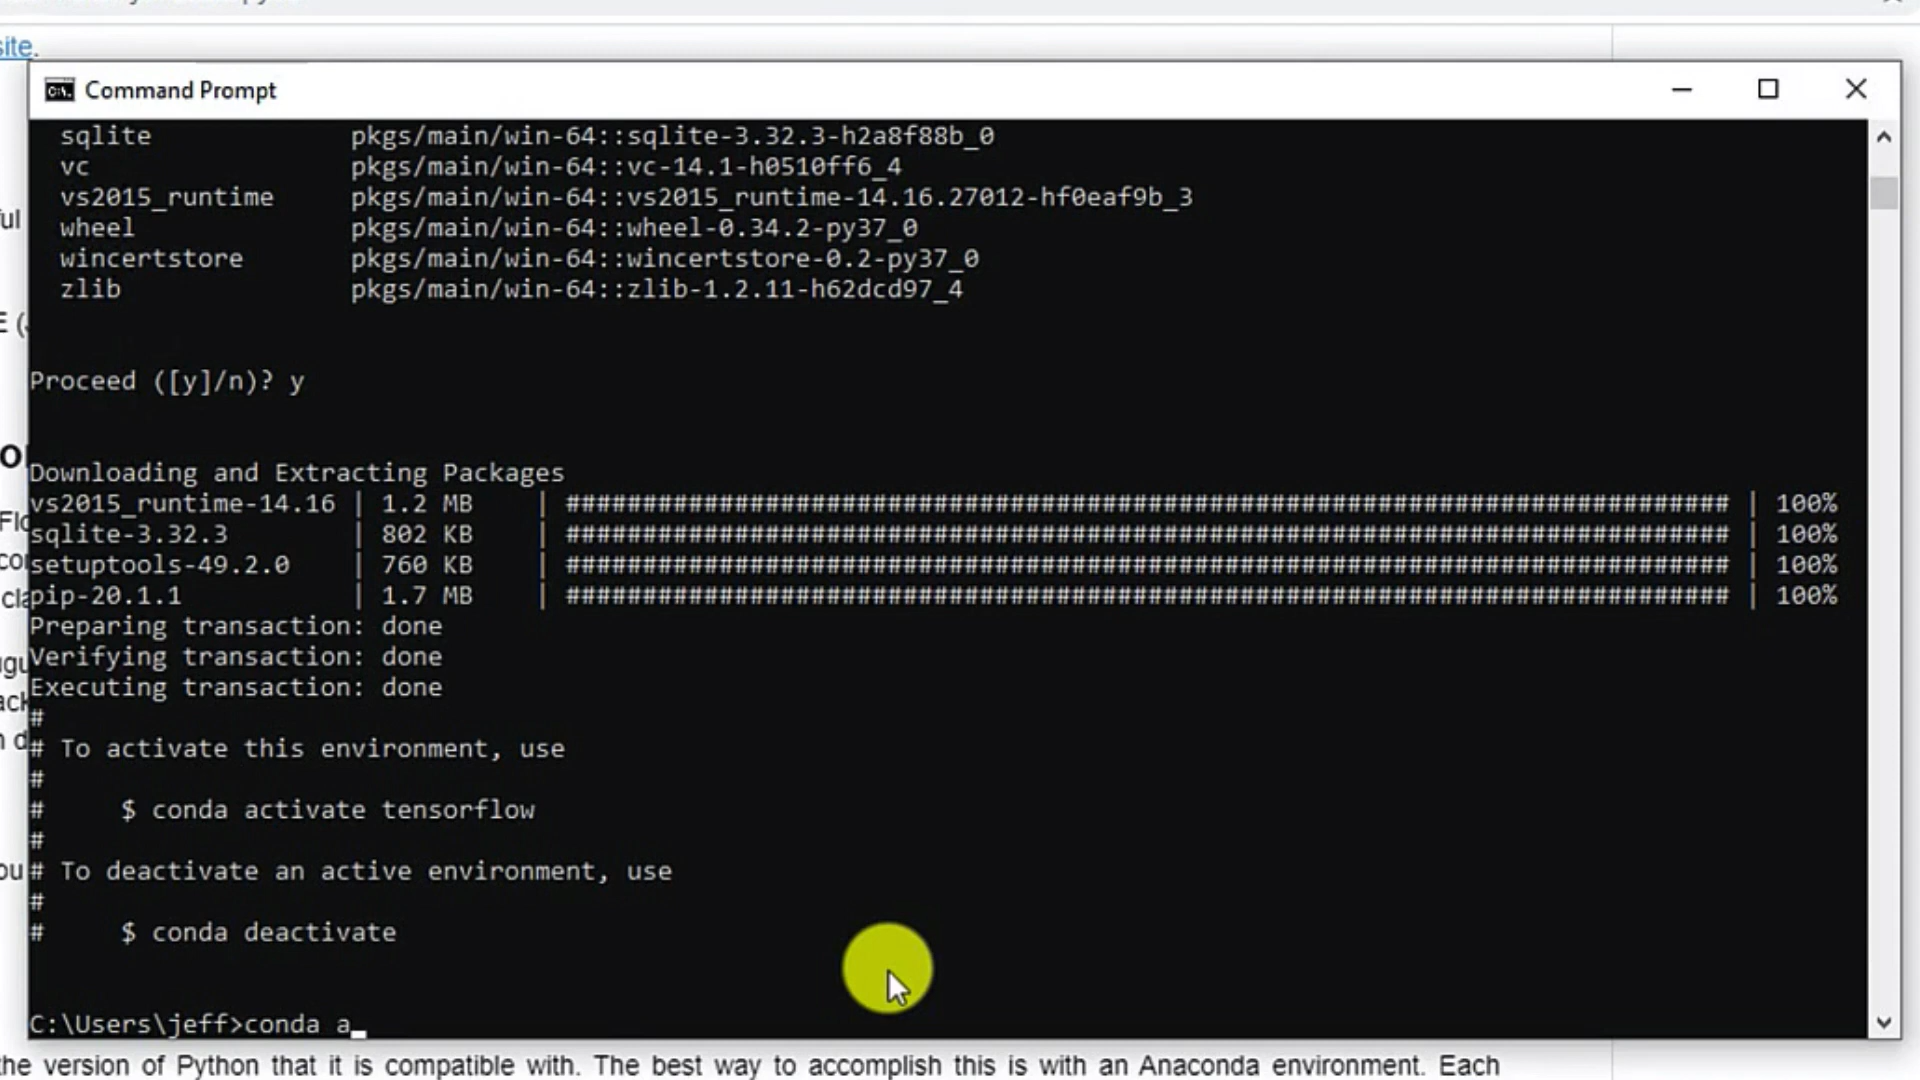 site.
Command Prompt
sqlite pkgs/main/win-64::sqlite-3.32.3-h2a8f88b_0
vc pkgs/main/win-64::vc-14.1-h0510ff6_4
vs2015_runtime pkgs/main/win-64::vs2015_runtime-14.16.27012-hf0eaf9b_3
wheel pkgs/main/win-64::wheel-0.34.2-py37_0
wincertstore pkgs/main/win-64::wincertstore-0.2-py37_0
zlib pkgs/main/win-64::zlib-1.2.11-h62dcd97_4
Proceed ([y]/n)? y
Downloading and Extracting Packages
vs2015_runtime-14.16 | 1.2 MB | ############################################################################ | 100%
sqlite-3.32.3 | 802 KB | ############################################################################ | 100%
setuptools-49.2.0 | 760 KB | ############################################################################ | 100%
pip-20.1.1 | 1.7 MB | ############################################################################ | 100%
Preparing transaction: done
Verifying transaction: done
Executing transaction: done
#
# To activate this environment, use
#
# $ conda activate tensorflow
#
# To deactivate an active environment, use
#
# $ conda deactivate
C:\Users\jeff>conda a_
the version of Python that it is compatible with. The best way to accomplish this is with an Anaconda environment. Each